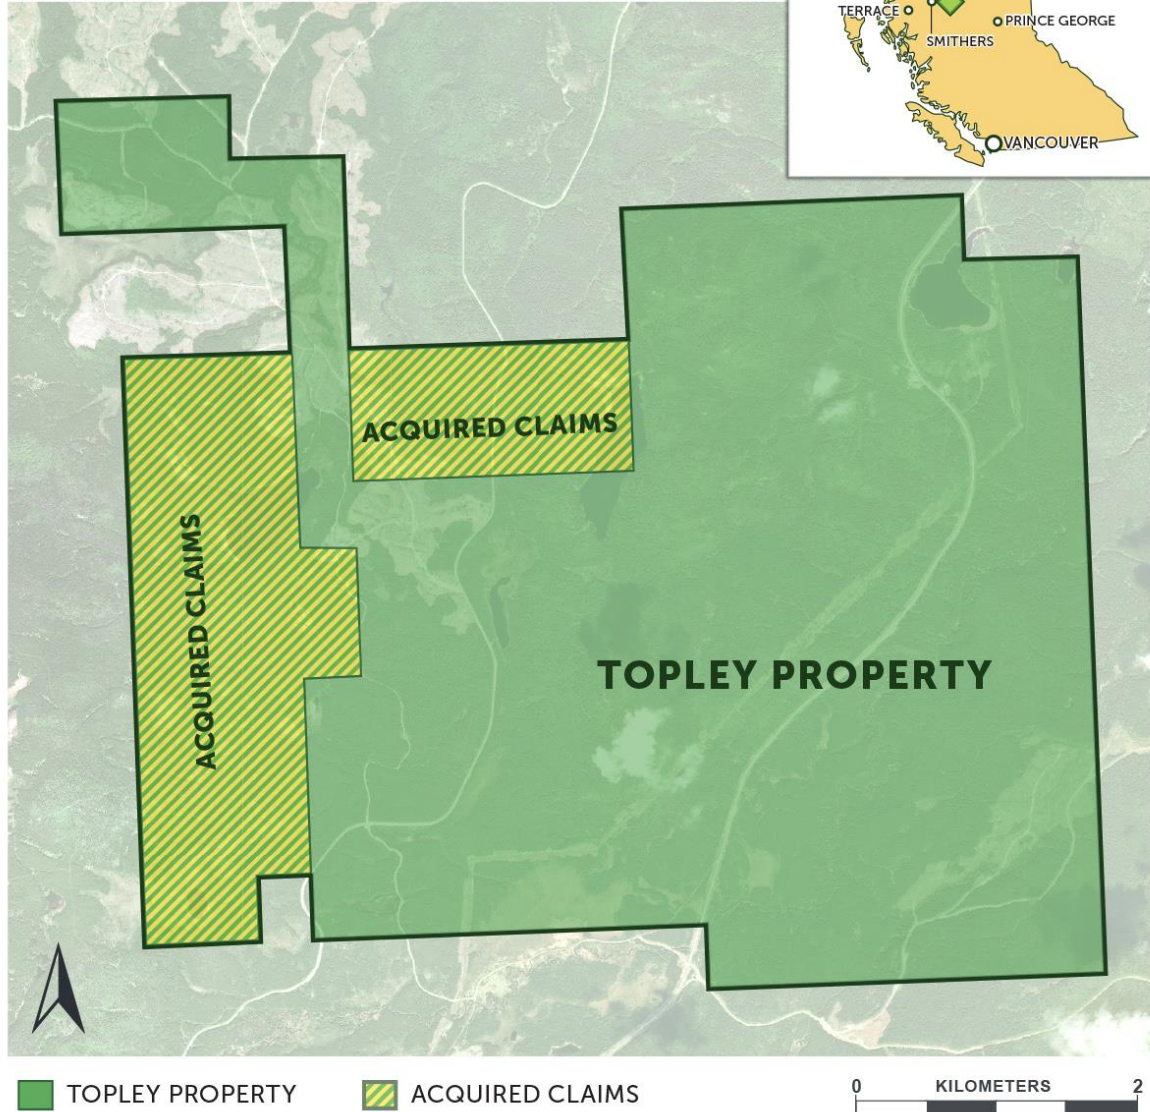 TERRACE
PRINCE GEORGE
SMITHERS
VANCOUVER
ACQUIRED CLAIMS
ACQUIRED CLAIMS
TOPLEY PROPERTY
TOPLEY PROPERTY
ACQUIRED CLAIMS
0 KILOMETERS 2